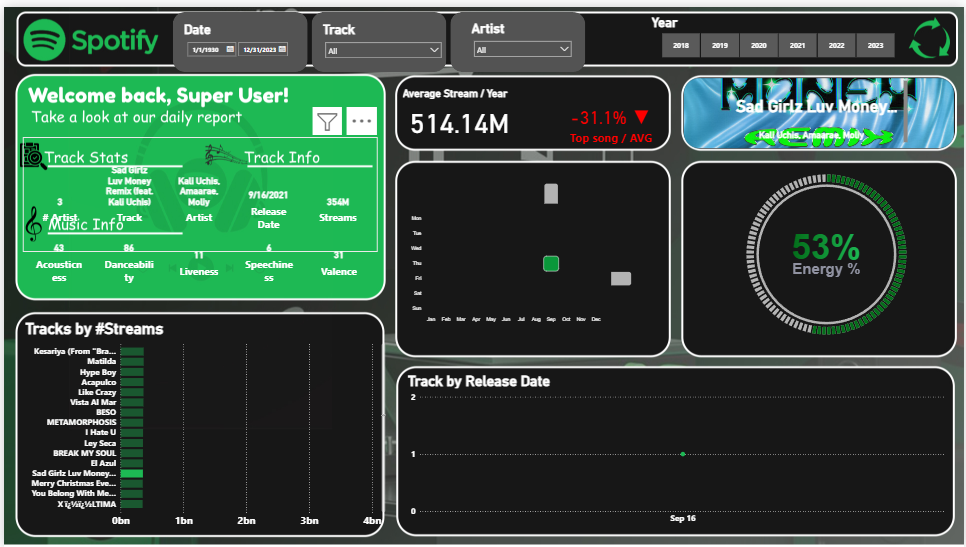 Spotify
Date
1/1/1930
12/31/2023
Track
All
Artist
All
Year
2018
2019
2020
2021
2022
2023
Welcome back, Super User!
Take a look at our daily report
Track Stats
Track Info
3
# Artist
Sad Girlz
Luv Money
Remix (feat.
Kali Uchis)
Track
Kali Uchis,
Amaarae,
Molly
Artist
9/16/2021
Release
Date
354M
Streams
Music Info
43
Acousticn
ess
86
Danceabili
ty
11
Liveness
6
Speechine
ss
31
Valence
Average Stream / Year
514.14M
-31.1% ▼
Top song / AVG
Sad Girlz Luv Money...
Kali Uchis, Amaarae, Molly
Mon
Tue
Wed
Thu
Fri
Sat
Sun
Jan Feb Mar Apr May Jun Jul Aug Sep Oct Nov Dec
53%
Energy %
Tracks by #Streams
Kesariya (From "Bra...
Matilda
Hype Boy
Acapulco
Like Crazy
Vista Al Mar
BESO
METAMORPHOSIS
I Hate U
Ley Seca
BREAK MY SOUL
El Azul
Sad Girlz Luv Money...
Merry Christmas Eve...
You Belong With Me...
X ï¿½ï¿½LTIMA
0bn 1bn 2bn 3bn 4bn
Track by Release Date
2
1
0
Sep 16